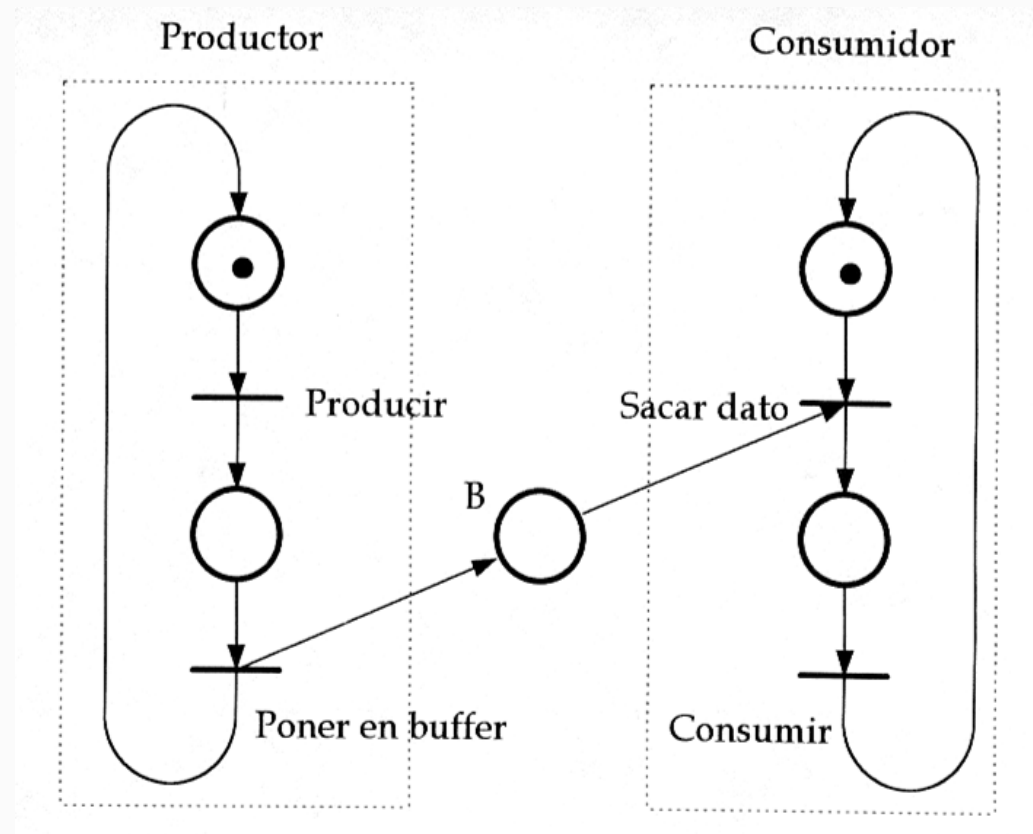 Productor
Consumidor
Producir
Sacar dato
B
Poner en buffer
Consumir